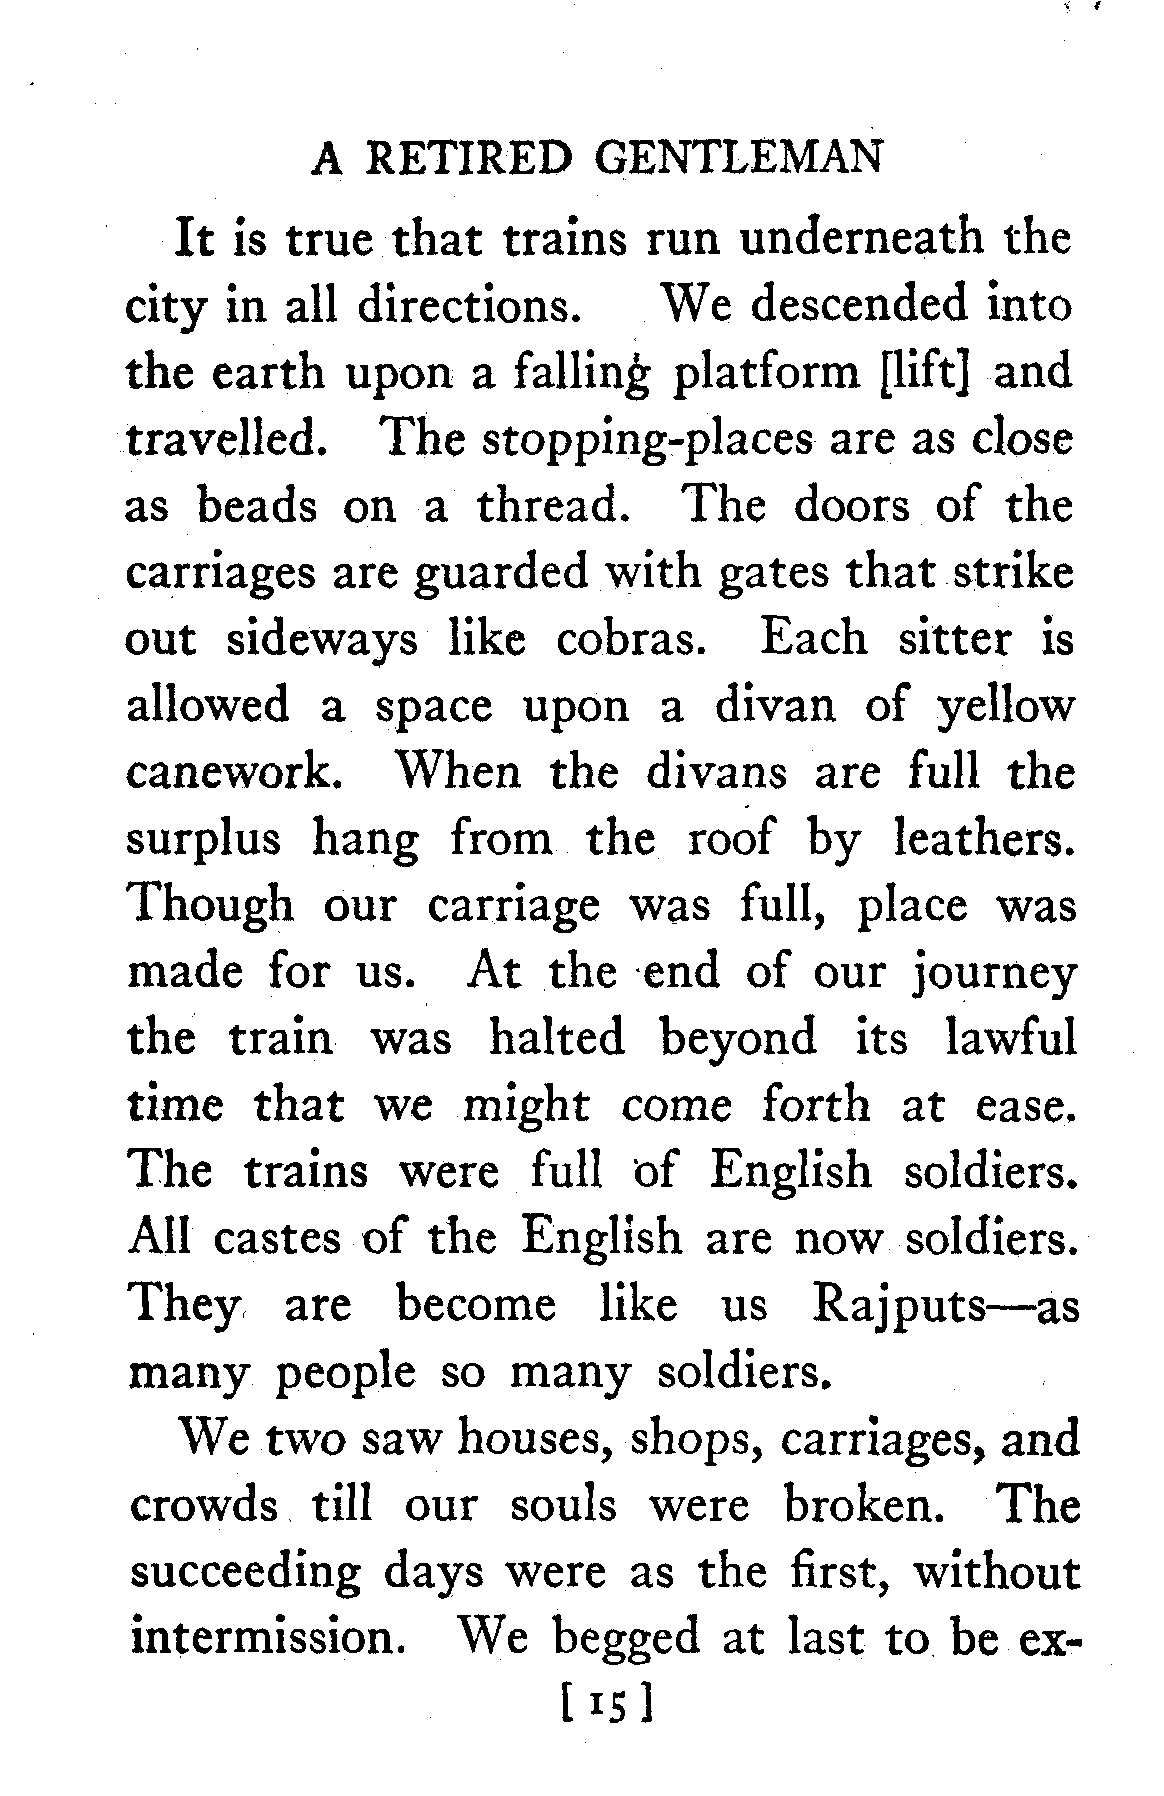 A RETIRED GENTLEMAN
It is true that trains run underneath the
city in all directions. We descended into
the earth upon a falling platform [lift] and
travelled. The stopping-places are as close
as beads on a thread. The doors of the
carriages are guarded with gates that strike
out sideways like cobras. Each sitter is
allowed a space upon a divan of yellow
canework. When the divans are full the
surplus hang from the roof by leathers.
Though our carriage was full, place was
made for us. At the end of our journey
the train was halted beyond its lawful
time that we might come forth at ease.
The trains were full of English soldiers.
All castes of the English are now soldiers.
They are become like us Rajputs—as
many people so many soldiers.
We two saw houses, shops, carriages, and
crowds till our souls were broken. The
succeeding days were as the first, without
intermission. We begged at last to be ex-
[ 15 ]